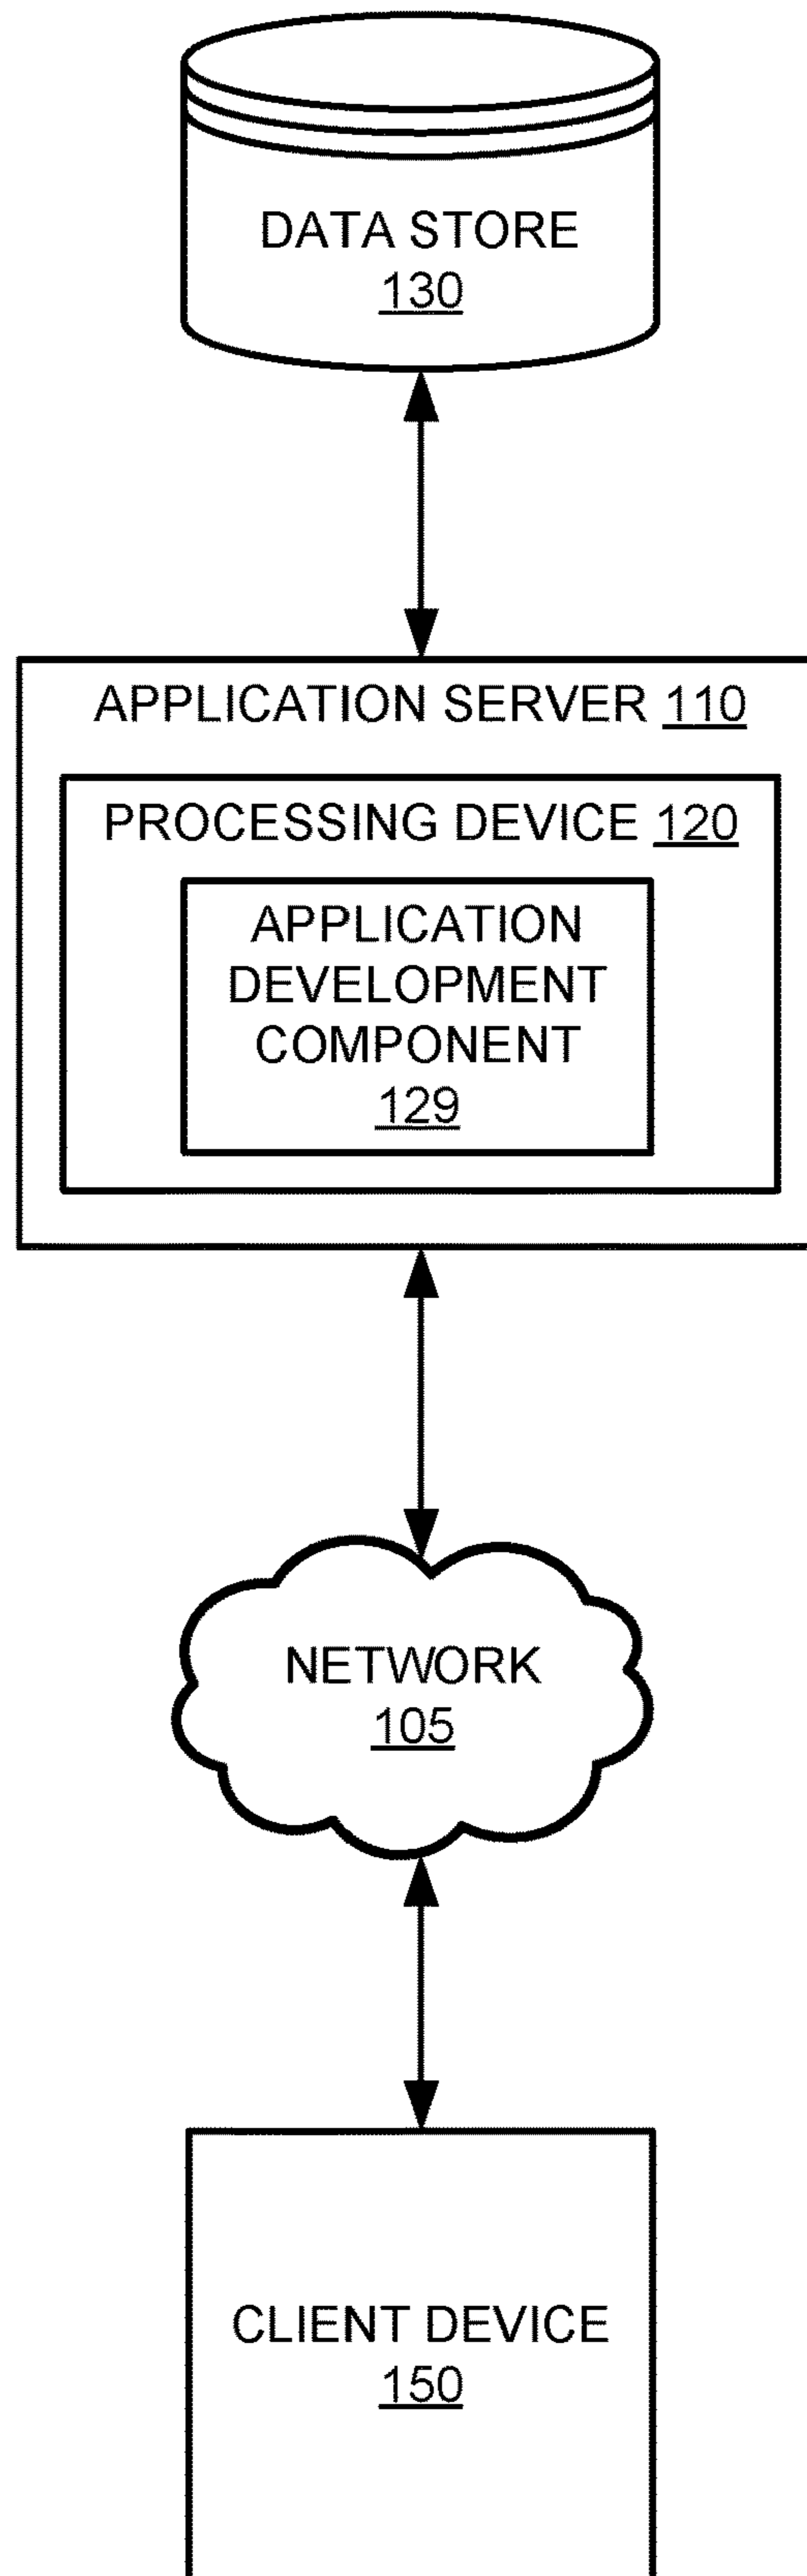 DATA STORE
130
APPLICATION SERVER 110
PROCESSING DEVICE 120
APPLICATION
DEVELOPMENT
COMPONENT
129
NETWORK
105
CLIENT DEVICE
150